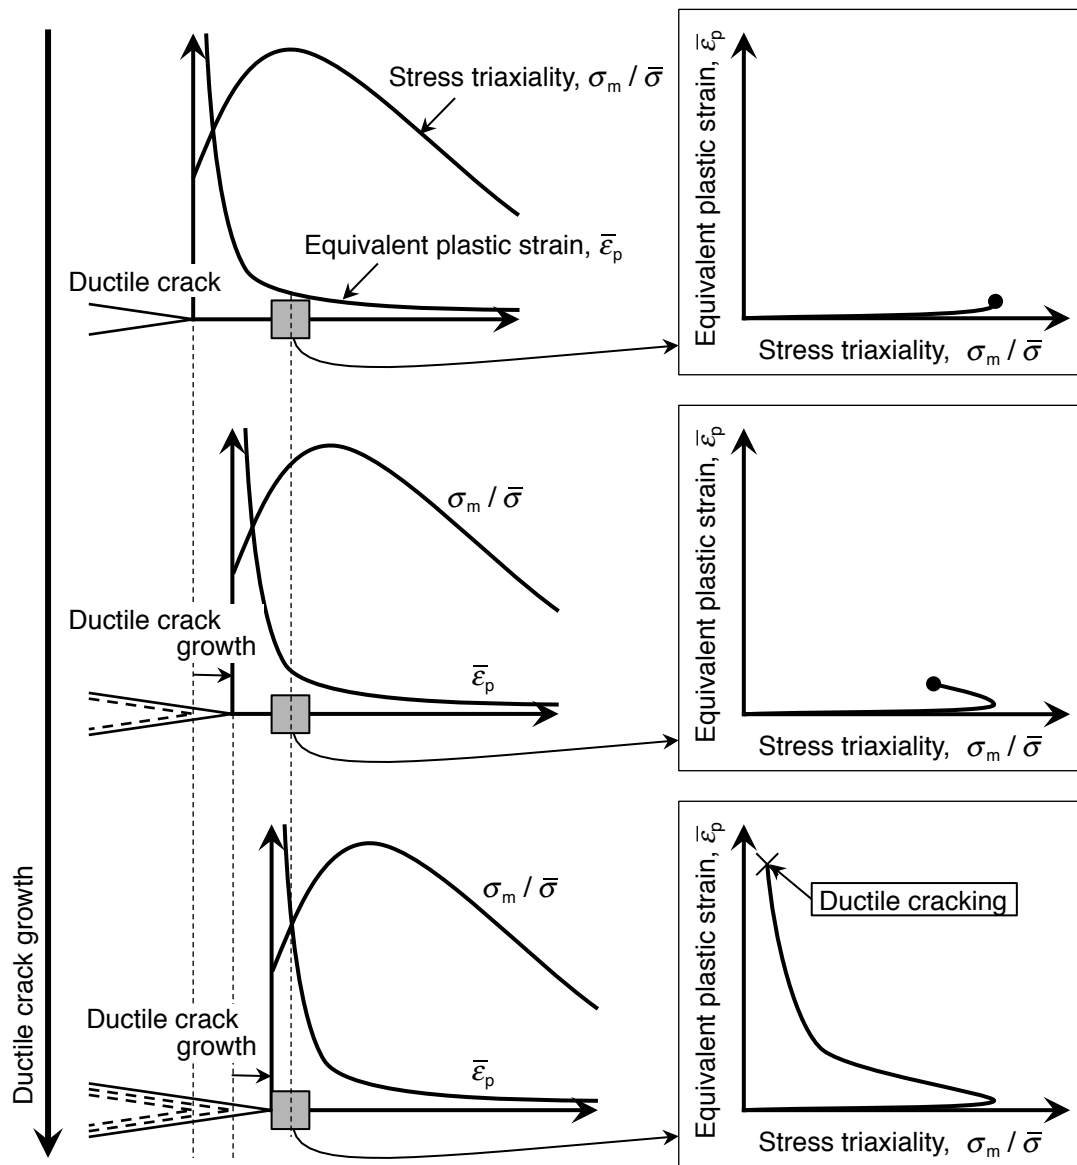 Stress triaxiality, σm / σ̅
Equivalent plastic strain, ε̅p
Ductile crack
Equivalent plastic strain, ε̅p
Stress triaxiality, σm / σ̅
σm / σ̅
Ductile crack
growth
ε̅p
Equivalent plastic strain, ε̅p
Stress triaxiality, σm / σ̅
σm / σ̅
Ductile crack
growth
ε̅p
Equivalent plastic strain, ε̅p
Ductile cracking
Stress triaxiality, σm / σ̅
Ductile crack growth